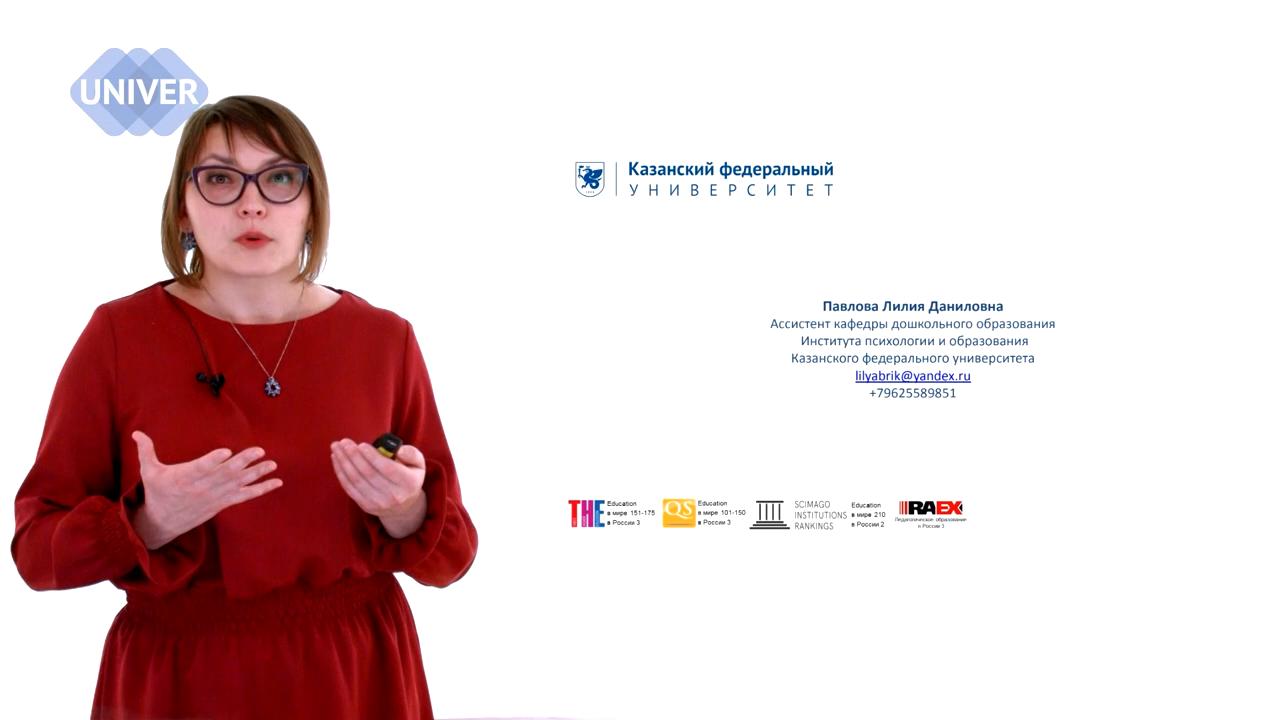 UNIVER
Казанский федеральный
УНИВЕРСИТЕТ
Павлова Лилия Даниловна
Ассистент кафедры дошкольного образования
Института психологии и образования
Казанского федерального университета
lilyabrik@yandex.ru
+79625589851
THE
Education
в мире 151-175
в России 3
QS
Education
в мире 101-150
в России 3
SCIMAGO
INSTITUTIONS
RANKINGS
Education
в мире 210
в России 2
RAEX
Педагогическое образование
в России 3